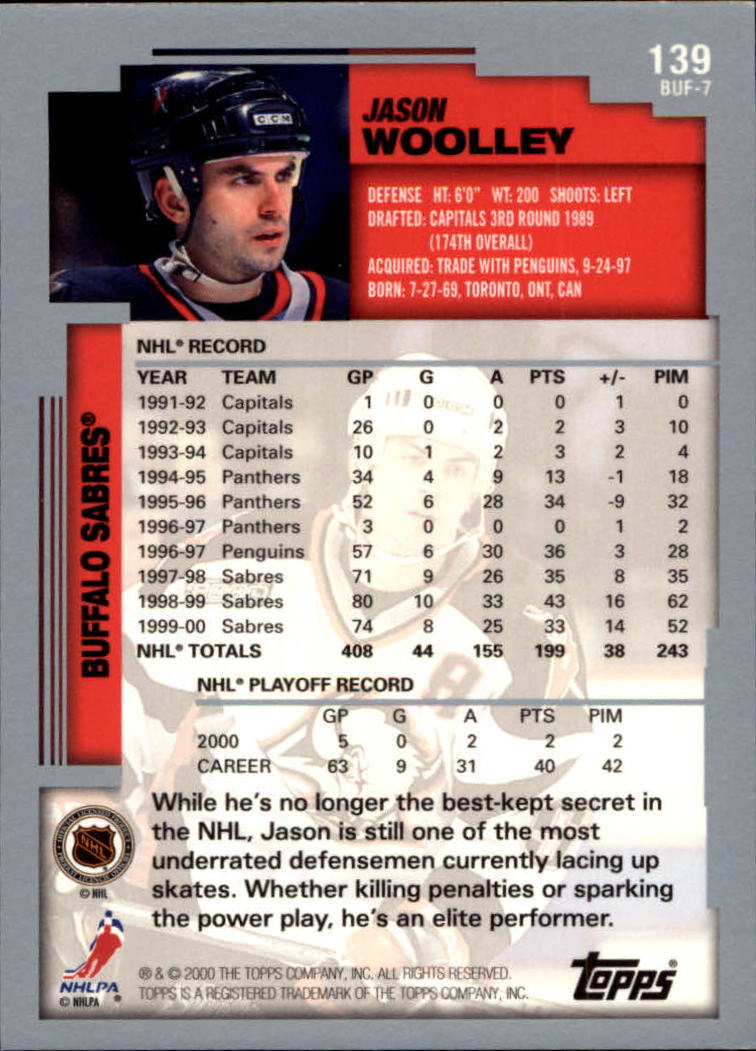 139
BUF-7
CCM
JASON
WOOLLEY
DEFENSE HT: 6'0" WT: 200 SHOOTS: LEFT
DRAFTED: CAPITALS 3RD ROUND 1989
(174TH OVERALL)
ACQUIRED: TRADE WITH PENGUINS, 9-24-97
BORN: 7-27-69, TORONTO, ONT, CAN
BUFFALO SABRES®
NHL® RECORD
YEAR TEAM GP G A PTS +/- PIM
1991-92 Capitals 1 0 0 0 1 0
1992-93 Capitals 26 0 2 2 3 10
1993-94 Capitals 10 1 2 3 2 4
1994-95 Panthers 34 4 9 13 -1 18
1995-96 Panthers 52 6 28 34 -9 32
1996-97 Panthers 3 0 0 0 1 2
1996-97 Penguins 57 6 30 36 3 28
1997-98 Sabres 71 9 26 35 8 35
1998-99 Sabres 80 10 33 43 16 62
1999-00 Sabres 74 8 25 33 14 52
NHL® TOTALS 408 44 155 199 38 243
NHL® PLAYOFF RECORD
GP G A PTS PIM
2000 5 0 2 2 2
CAREER 63 9 31 40 42
While he's no longer the best-kept secret in
the NHL, Jason is still one of the most
underrated defensemen currently lacing up
skates. Whether killing penalties or sparking
the power play, he's an elite performer.
NHL
© NHL
NHLPA
© NHLPA ®
® & © 2000 THE TOPPS COMPANY, INC. ALL RIGHTS RESERVED.
TOPPS IS A REGISTERED TRADEMARK OF THE TOPPS COMPANY, INC.
Topps®